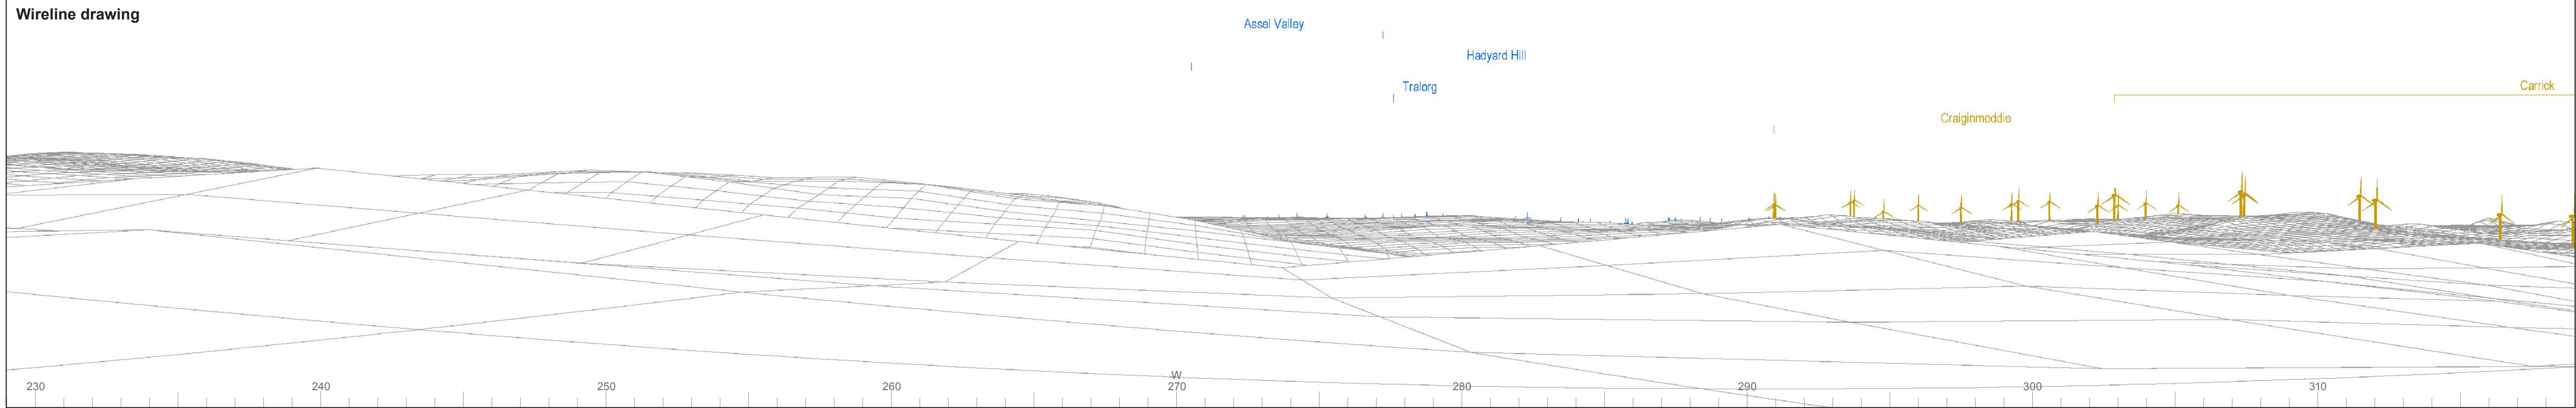 Wireline drawing
Assel Valley
Hadyard Hill
Tralorg
Carrick
Craiginmoddie
W
230 240 250 260 270 280 290 300 310